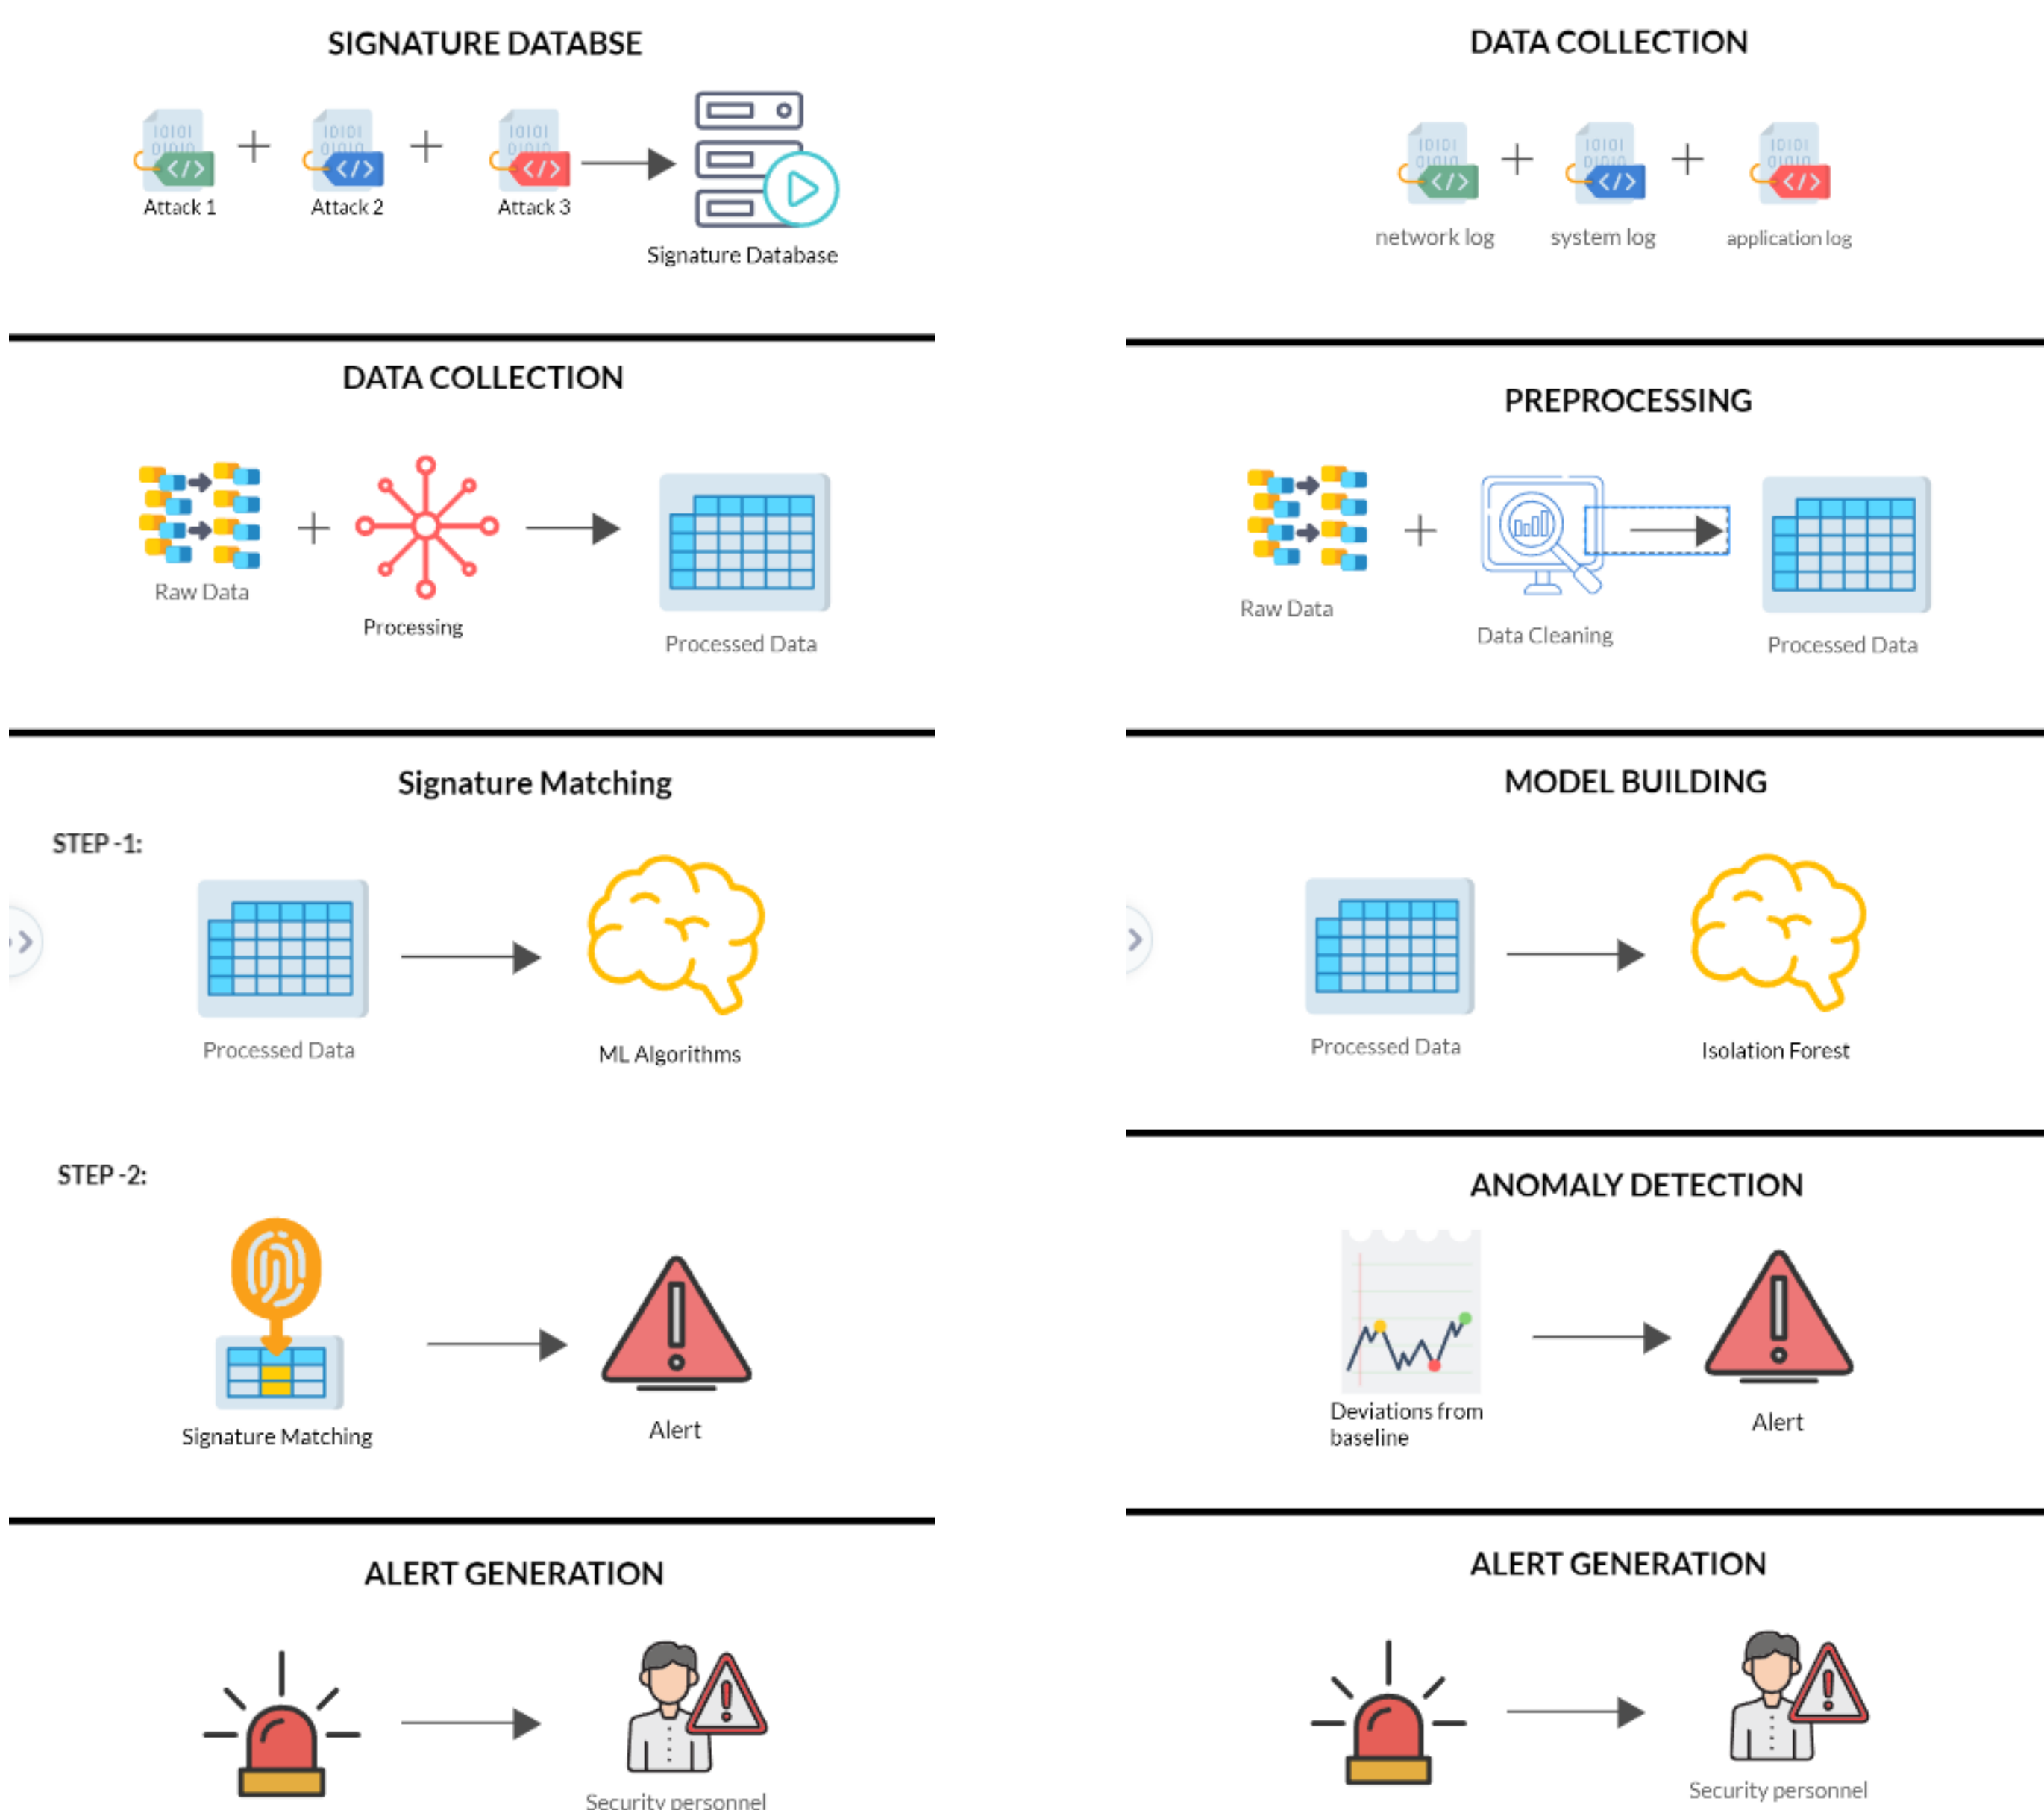 SIGNATURE DATABSE
Attack 1
Attack 2
Attack 3
Signature Database
DATA COLLECTION
Raw Data
Processing
Processed Data
Signature Matching
STEP -1:
Processed Data
ML Algorithms
STEP -2:
Signature Matching
Alert
ALERT GENERATION
Security personnel
DATA COLLECTION
network log
system log
application log
PREPROCESSING
Raw Data
Data Cleaning
Processed Data
MODEL BUILDING
Processed Data
Isolation Forest
ANOMALY DETECTION
Deviations from
baseline
Alert
ALERT GENERATION
Security personnel